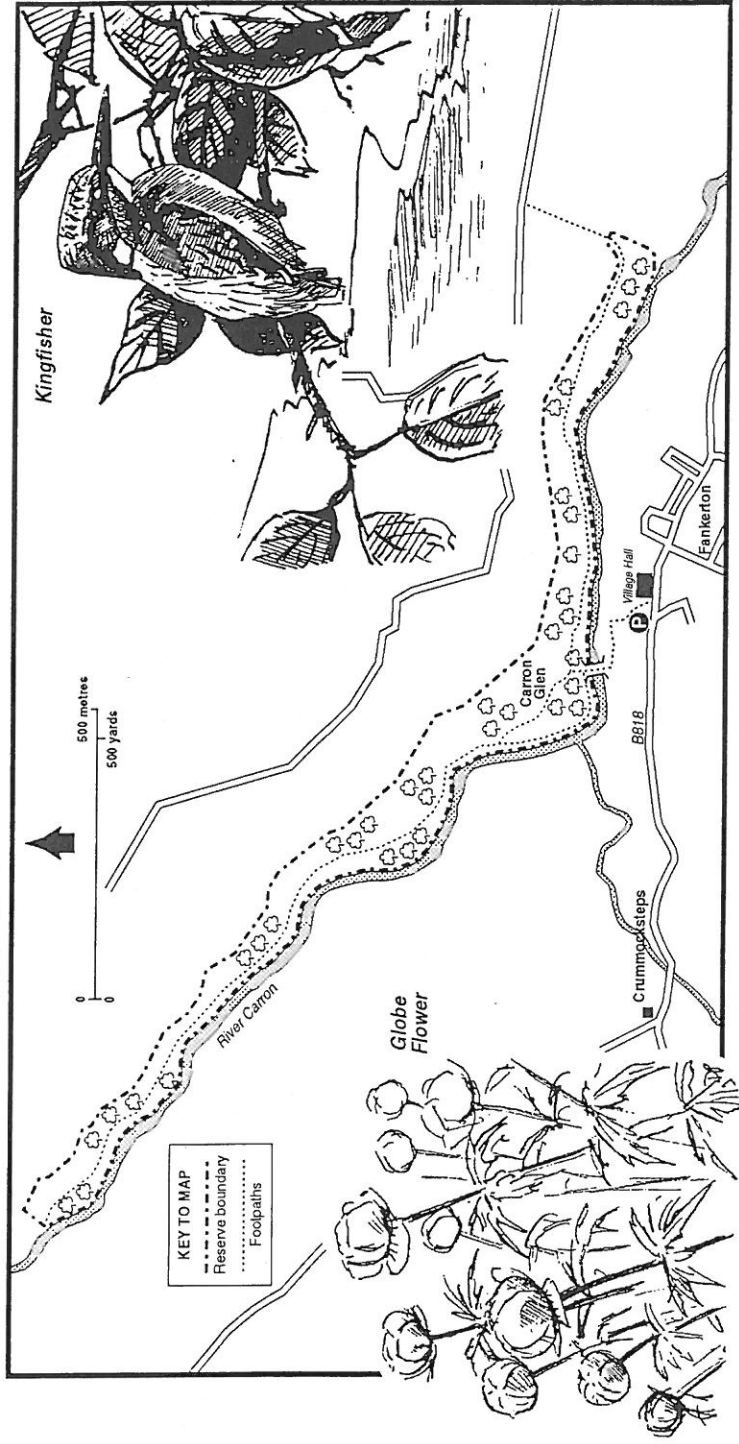 Kingfisher
500 metres
500 yards
0
0
River Carron
KEY TO MAP
Reserve boundary
Footpaths
Globe
Flower
Carron
Glen
Crummocksteps
B818
P
Village Hall
Fankerton